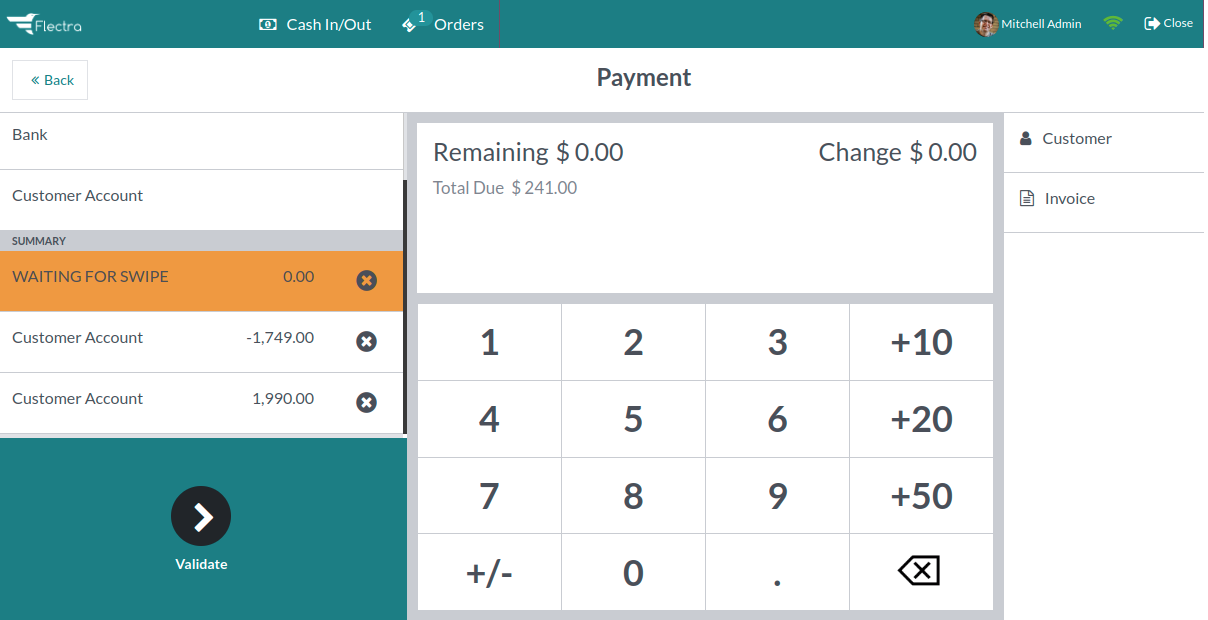 Flectra
Cash In/Out
1
Orders
Mitchell Admin
Close
« Back
Payment
Bank
Customer Account
SUMMARY
WAITING FOR SWIPE 0.00
Customer Account -1,749.00
Customer Account 1,990.00
Validate
Remaining $ 0.00
Change $ 0.00
Total Due $ 241.00
1 2 3 +10
4 5 6 +20
7 8 9 +50
+/- 0 .
Customer
Invoice